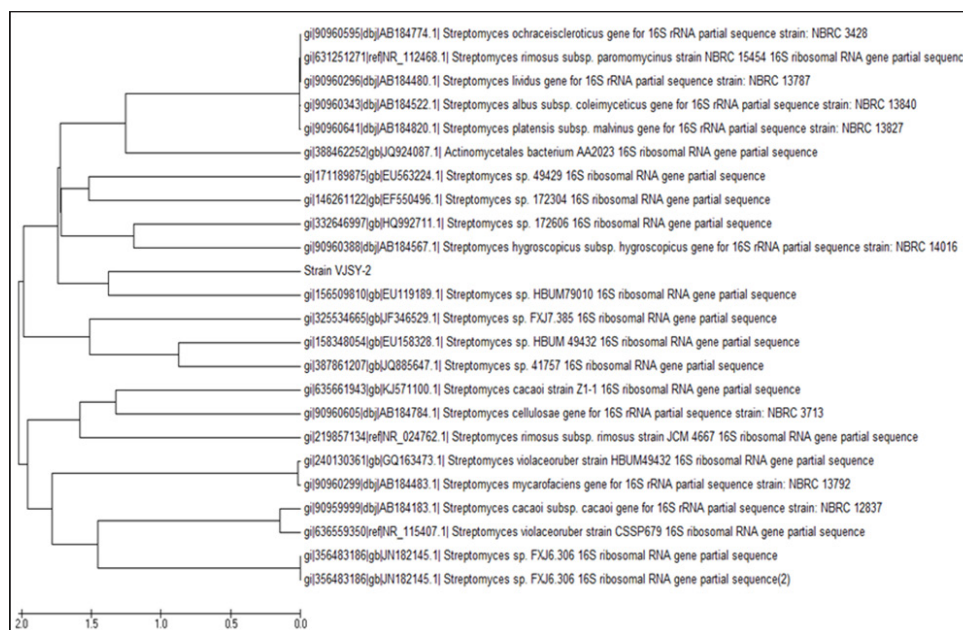 gi|90960595|dbj|AB184774.1| Streptomyces ochraceiscleroticus gene for 16S rRNA partial sequence strain: NBRC 3428
gi|631251271|ref|NR_112468.1| Streptomyces rimosus subsp. paromomycinus strain NBRC 15454 16S ribosomal RNA gene partial sequenc
gi|90960296|dbj|AB184480.1| Streptomyces lividus gene for 16S rRNA partial sequence strain: NBRC 13787
gi|90960343|dbj|AB184522.1| Streptomyces albus subsp. coleimyceticus gene for 16S rRNA partial sequence strain: NBRC 13840
gi|90960641|dbj|AB184820.1| Streptomyces platensis subsp. malvinus gene for 16S rRNA partial sequence strain: NBRC 13827
gi|388462252|gb|JQ924087.1| Actinomycetales bacterium AA2023 16S ribosomal RNA gene partial sequence
gi|171189875|gb|EU563224.1| Streptomyces sp. 49429 16S ribosomal RNA gene partial sequence
gi|146261122|gb|EF550496.1| Streptomyces sp. 172304 16S ribosomal RNA gene partial sequence
gi|332646997|gb|HQ992711.1| Streptomyces sp. 172606 16S ribosomal RNA gene partial sequence
gi|90960388|dbj|AB184567.1| Streptomyces hygroscopicus subsp. hygroscopicus gene for 16S rRNA partial sequence strain: NBRC 14016
Strain VJSY-2
gi|156509810|gb|EU119189.1| Streptomyces sp. HBUM79010 16S ribosomal RNA gene partial sequence
gi|325534665|gb|JF346529.1| Streptomyces sp. FXJ7.385 16S ribosomal RNA gene partial sequence
gi|158348054|gb|EU158328.1| Streptomyces sp. HBUM 49432 16S ribosomal RNA gene partial sequence
gi|387861207|gb|JQ885647.1| Streptomyces sp. 41757 16S ribosomal RNA gene partial sequence
gi|635661943|gb|KJ571100.1| Streptomyces cacaoi strain Z1-1 16S ribosomal RNA gene partial sequence
gi|90960605|dbj|AB184784.1| Streptomyces cellulosae gene for 16S rRNA partial sequence strain: NBRC 3713
gi|219857134|ref|NR_024762.1| Streptomyces rimosus subsp. rimosus strain JCM 4667 16S ribosomal RNA gene partial sequence
gi|240130361|gb|GQ163473.1| Streptomyces violaceoruber strain HBUM49432 16S ribosomal RNA gene partial sequence
gi|90960299|dbj|AB184483.1| Streptomyces mycarofaciens gene for 16S rRNA partial sequence strain: NBRC 13792
gi|90959999|dbj|AB184183.1| Streptomyces cacaoi subsp. cacaoi gene for 16S rRNA partial sequence strain: NBRC 12837
gi|636559350|ref|NR_115407.1| Streptomyces violaceoruber strain CSSP679 16S ribosomal RNA gene partial sequence
gi|356483186|gb|JN182145.1| Streptomyces sp. FXJ6.306 16S ribosomal RNA gene partial sequence
gi|356483186|gb|JN182145.1| Streptomyces sp. FXJ6.306 16S ribosomal RNA gene partial sequence(2)
2.0 1.5 1.0 0.5 0.0